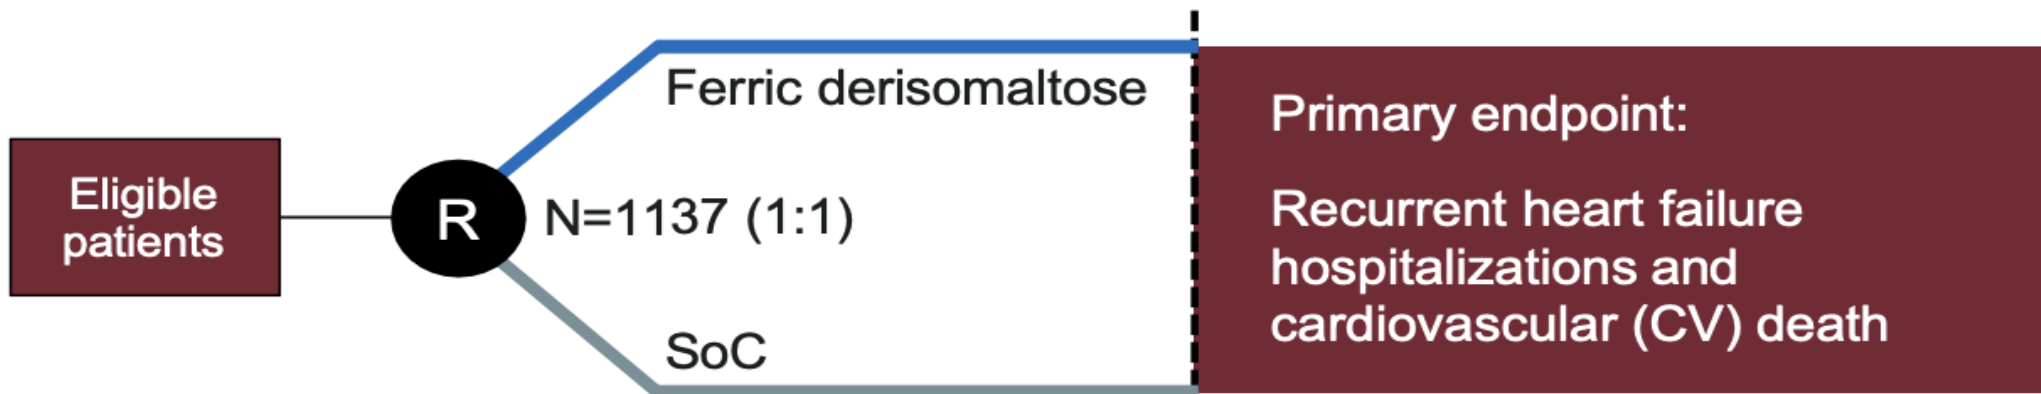 Eligible
patients
R
N=1137 (1:1)
Ferric derisomaltose
SoC
Primary endpoint:
Recurrent heart failure
hospitalizations and
cardiovascular (CV) death